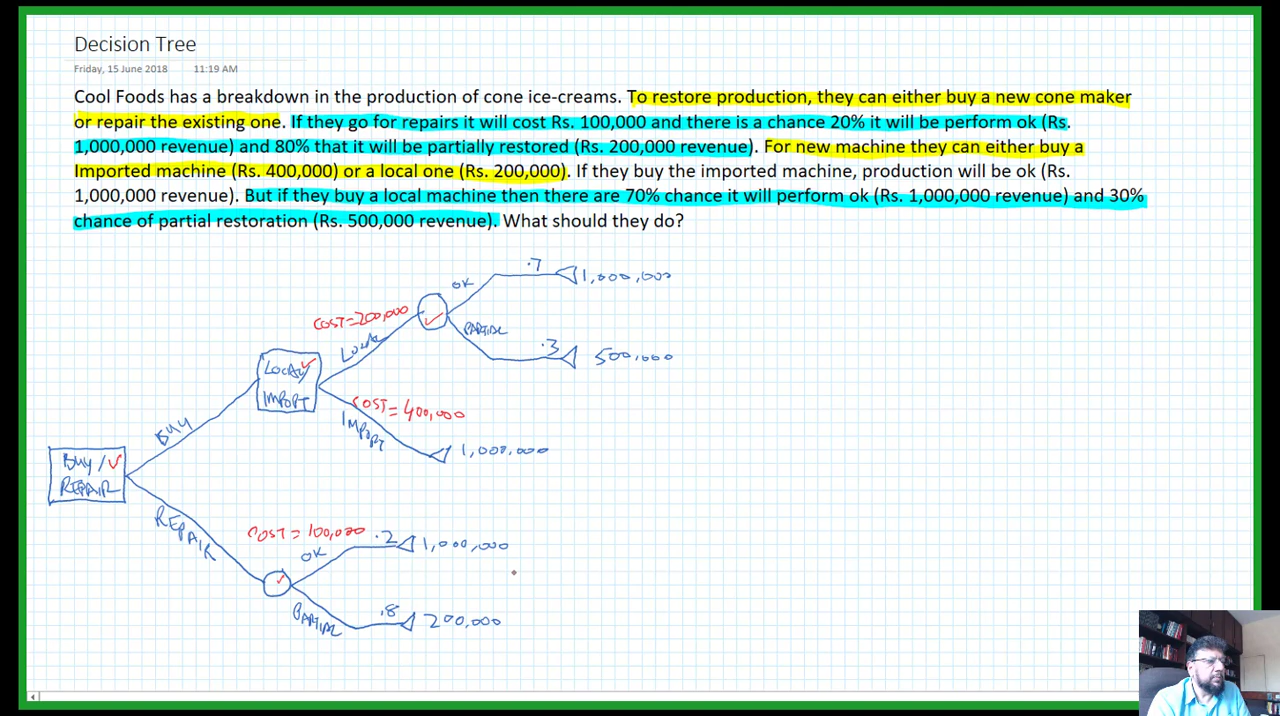 Decision Tree
Friday, 15 June 2018 11:19 AM
Cool Foods has a breakdown in the production of cone ice-creams. To restore production, they can either buy a new cone maker
or repair the existing one. If they go for repairs it will cost Rs. 100,000 and there is a chance 20% it will be perform ok (Rs.
1,000,000 revenue) and 80% that it will be partially restored (Rs. 200,000 revenue). For new machine they can either buy a
Imported machine (Rs. 400,000) or a local one (Rs. 200,000). If they buy the imported machine, production will be ok (Rs.
1,000,000 revenue). But if they buy a local machine then there are 70% chance it will perform ok (Rs. 1,000,000 revenue) and 30%
chance of partial restoration (Rs. 500,000 revenue). What should they do?
.7
OK
1,000,000
COST=200,000
PARTIAL
LOCAL
.3
500,000
LOCAL/
IMPORT
COST=400,000
IMPORT
1,000,000
BUY
BUY/
REPAIR
REPAIR
COST=100,000
.2
OK
1,000,000
PARTIAL
.8
200,000